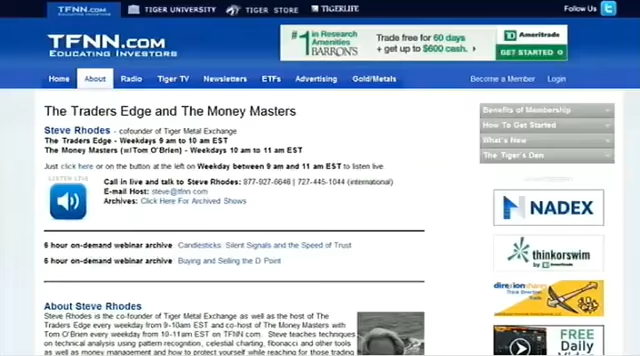 TFNN.COM
TIGER UNIVERSITY
TIGER STORE
TIGERLIFE
Follow Us
TFNN.COM
EDUCATING INVESTORS
#1 in Research Amenities BARRON'S
Trade free for 60 days
+ get up to $600 cash.
Ameritrade
GET STARTED
Home About Radio Tiger TV Newsletters ETFs Advertising Gold/Metals Become a Member Login
The Traders Edge and The Money Masters
Steve Rhodes - cofounder of Tiger Metal Exchange
The Traders Edge - Weekdays 9 am to 10 am EST
The Money Masters (w/Tom O'Brien) - Weekdays 10 am to 11 am EST
Just click here or on the button at the left on Weekday between 9 am and 11 am EST to listen live.
LISTEN LIVE
Call in live and talk to Steve Rhodes: 877-927-6648 | 727-445-1044 (international)
E-mail Host: steve@tfnn.com
Archives: Click Here For Archived Shows
6 hour on-demand webinar archive Candlesticks: Silent Signals and the Speed of Trust
6 hour on-demand webinar archive Buying and Selling the D Point
About Steve Rhodes
Steve Rhodes is the co-founder of Tiger Metal Exchange as well as the host of
The Traders Edge every weekday from 9-10am EST and co-host of The Money Masters with
Tom O'Brien every weekday from 10-11am EST on TFNN.com. Steve teaches techniques
on technical analysis using pattern recognition, celestial charting, fibonacci and other tools
as well as money management and how to protect yourself while reaching for those trading
Benefits of Membership
How To Get Started
What's New
The Tiger's Den
NADEX
thinkorswim
by Ameritrade
direxionshares
FREE
Daily